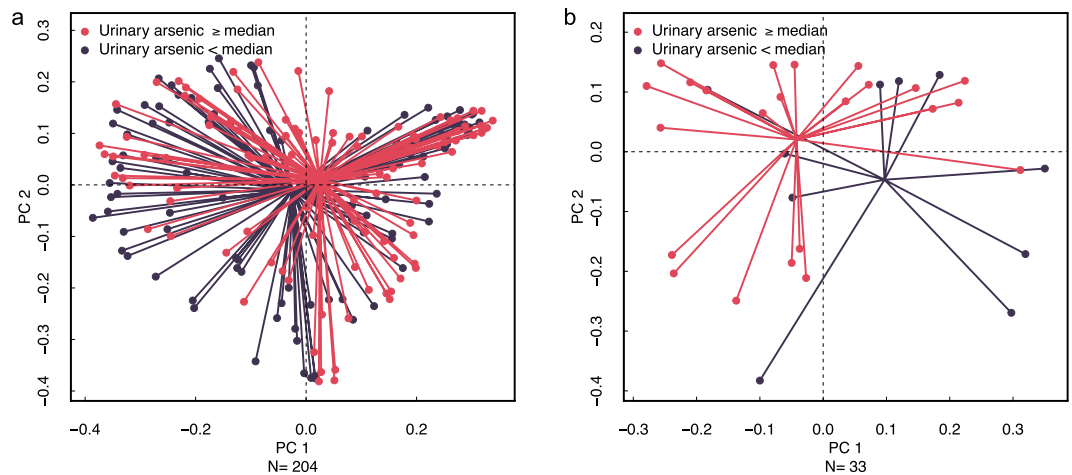 a
Urinary arsenic ≥ median
Urinary arsenic < median
PC 2
0.3
0.2
0.1
0.0
−0.1
−0.2
−0.3
−0.4
−0.4
−0.2
0.0
0.2
PC 1
N= 204
b
Urinary arsenic ≥ median
Urinary arsenic < median
PC 2
0.2
0.1
0.0
−0.1
−0.2
−0.3
−0.4
−0.3
−0.2
−0.1
0.0
0.1
0.2
0.3
PC 1
N= 33